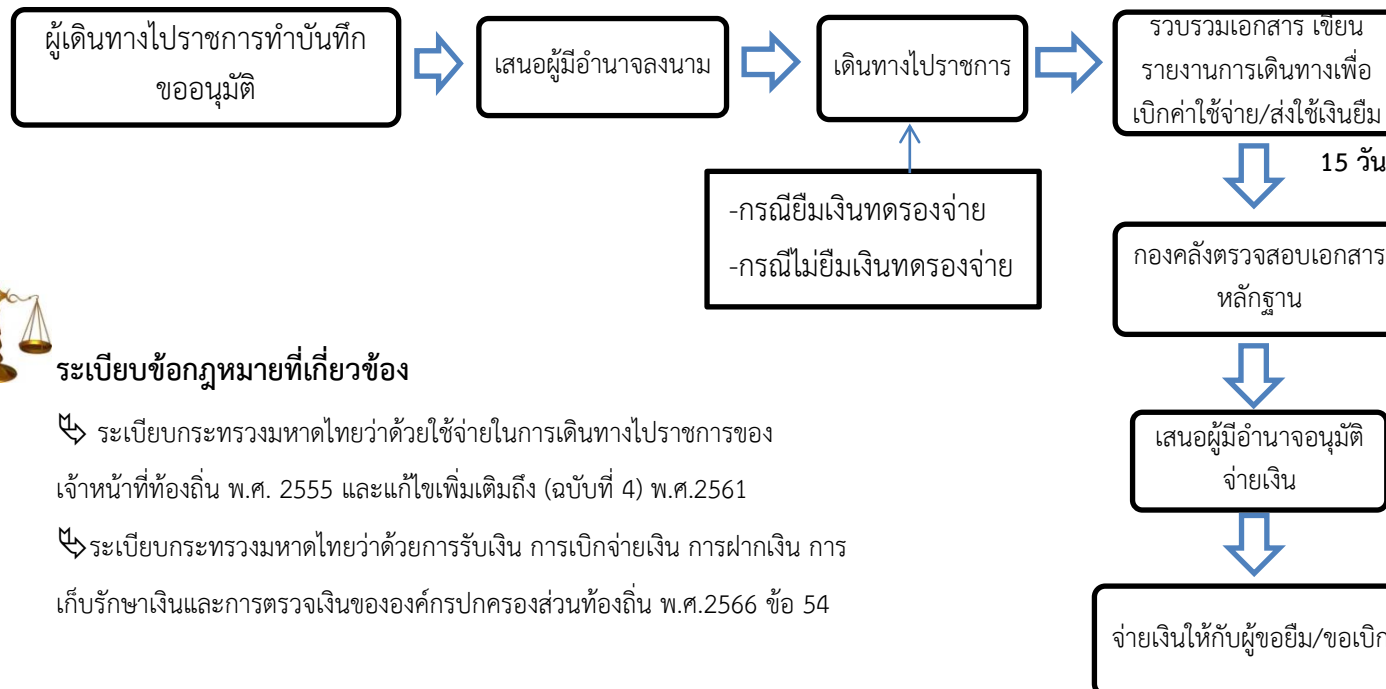 ผู้เดินทางไปราชการทำบันทึก
ขออนุมัติ
เสนอผู้มีอำนาจลงนาม
เดินทางไปราชการ
รวบรวมเอกสาร เขียน
รายงานการเดินทางเพื่อ
เบิกค่าใช้จ่าย/ส่งใช้เงินยืม
15 วัน
-กรณียืมเงินทดรองจ่าย
-กรณีไม่ยืมเงินทดรองจ่าย
กองคลังตรวจสอบเอกสาร
หลักฐาน
เสนอผู้มีอำนาจอนุมัติ
จ่ายเงิน
จ่ายเงินให้กับผู้ขอยืม/ขอเบิก
ระเบียบข้อกฎหมายที่เกี่ยวข้อง
ระเบียบกระทรวงมหาดไทยว่าด้วยใช้จ่ายในการเดินทางไปราชการของ
เจ้าหน้าที่ท้องถิ่น พ.ศ. 2555 และแก้ไขเพิ่มเติมถึง (ฉบับที่ 4) พ.ศ.2561
ระเบียบกระทรวงมหาดไทยว่าด้วยการรับเงิน การเบิกจ่ายเงิน การฝากเงิน การ
เก็บรักษาเงินและการตรวจเงินขององค์กรปกครองส่วนท้องถิ่น พ.ศ.2566 ข้อ 54